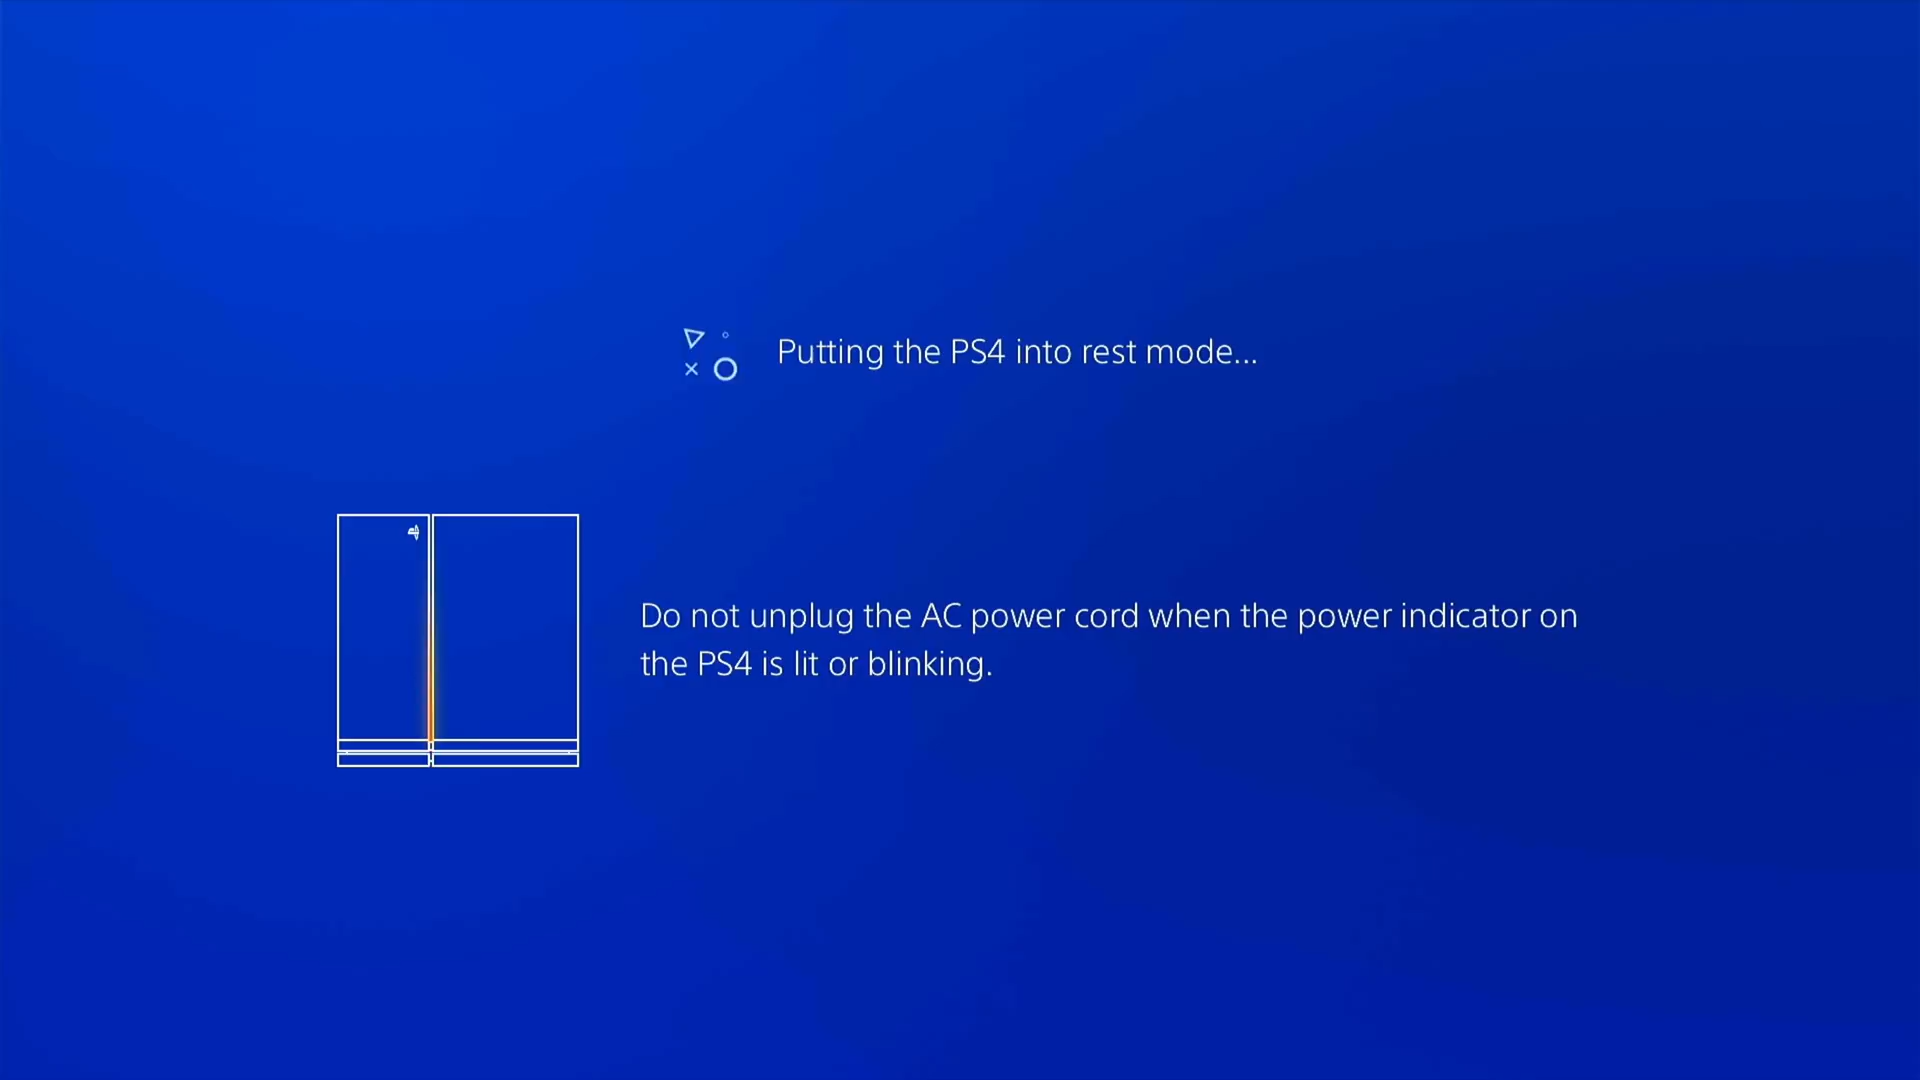 Putting the PS4 into rest mode...
Do not unplug the AC power cord when the power indicator on
the PS4 is lit or blinking.